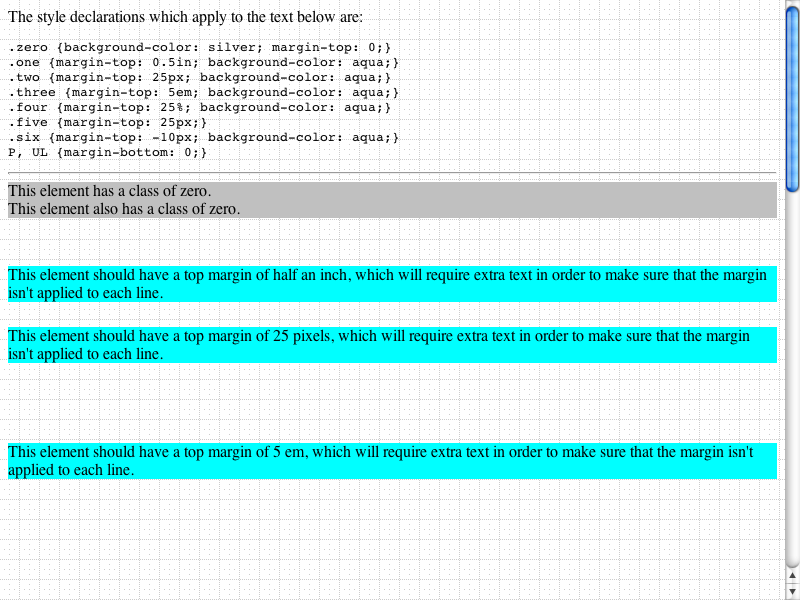 The style declarations which apply to the text below are:
.zero {background-color: silver; margin-top: 0;}
.one {margin-top: 0.5in; background-color: aqua;}
.two {margin-top: 25px; background-color: aqua;}
.three {margin-top: 5em; background-color: aqua;}
.four {margin-top: 25%; background-color: aqua;}
.five {margin-top: 25px;}
.six {margin-top: -10px; background-color: aqua;}
P, UL {margin-bottom: 0;}
This element has a class of zero.
This element also has a class of zero.
This element should have a top margin of half an inch, which will require extra text in order to make sure that the margin
isn't applied to each line.
This element should have a top margin of 25 pixels, which will require extra text in order to make sure that the margin
isn't applied to each line.
This element should have a top margin of 5 em, which will require extra text in order to make sure that the margin isn't
applied to each line.